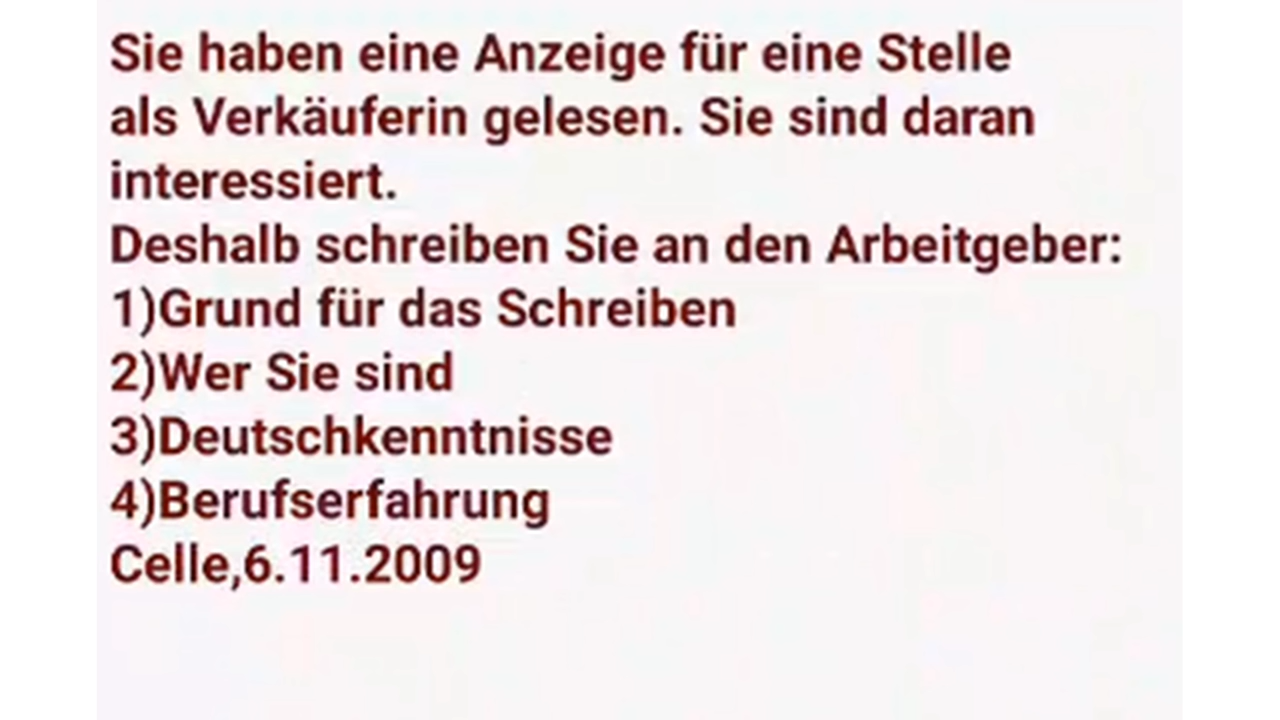 Sie haben eine Anzeige für eine Stelle
als Verkäuferin gelesen. Sie sind daran
interessiert.
Deshalb schreiben Sie an den Arbeitgeber:
1)Grund für das Schreiben
2)Wer Sie sind
3)Deutschkenntnisse
4)Berufserfahrung
Celle,6.11.2009